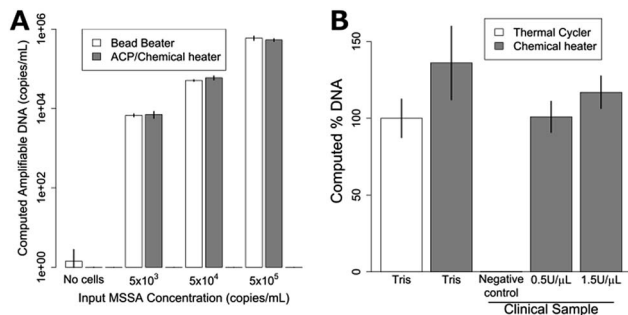 A
Computed Amplifiable DNA (copies/mL)
1e+06
1e+04
1e+02
1e+00
Bead Beater
ACP/Chemical heater
No cells
5x10³
5x10⁴
5x10⁵
Input MSSA Concentration (copies/mL)
B
Computed % DNA
150
100
50
0
Thermal Cycler
Chemical heater
Tris
Tris
Negative
control
0.5U/μL
1.5U/μL
Clinical Sample